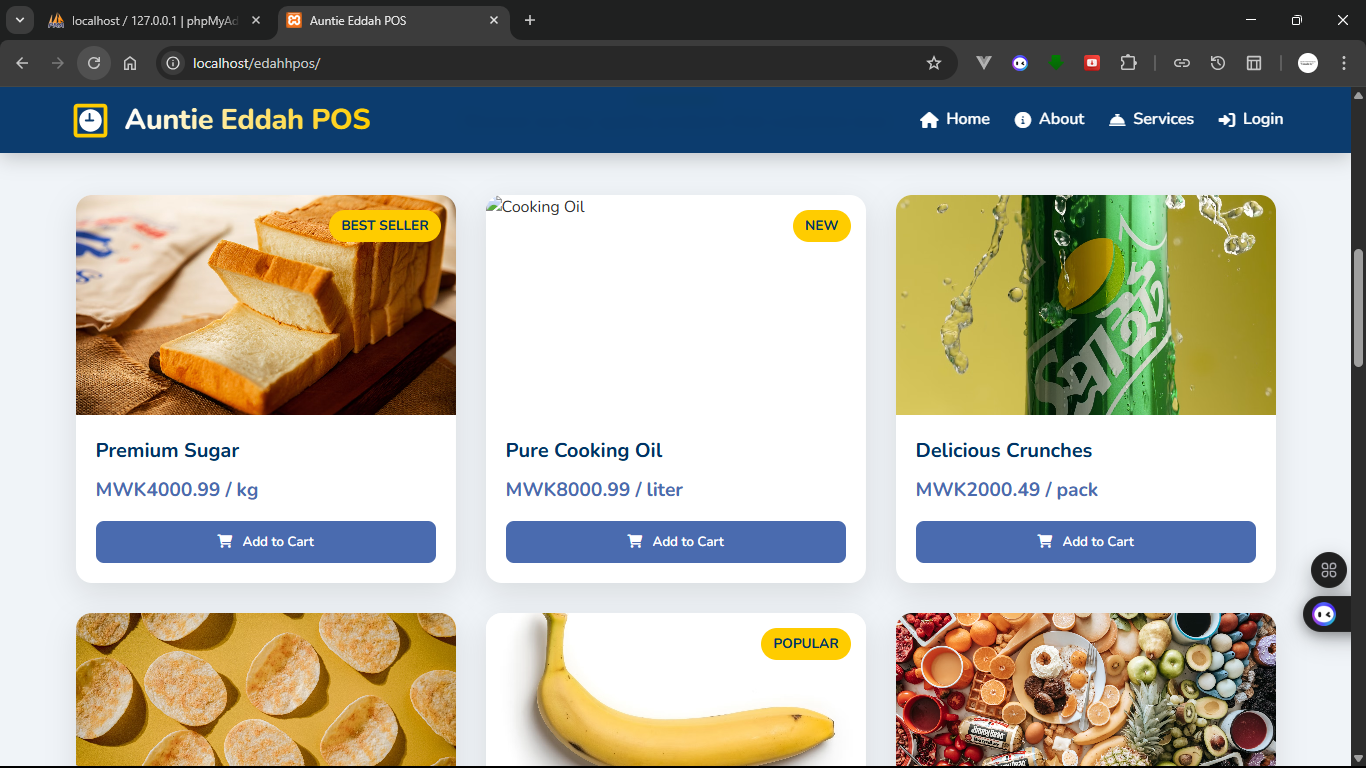 localhost / 127.0.0.1 | phpMyAd
Auntie Eddah POS
localhost/edahhpos/
Auntie Eddah POS
Home
About
Services
Login
BEST SELLER
Cooking Oil
NEW
স্প্রাইট
Premium Sugar
MWK4000.99 / kg
Add to Cart
Pure Cooking Oil
MWK8000.99 / liter
Add to Cart
Delicious Crunches
MWK2000.49 / pack
Add to Cart
POPULAR